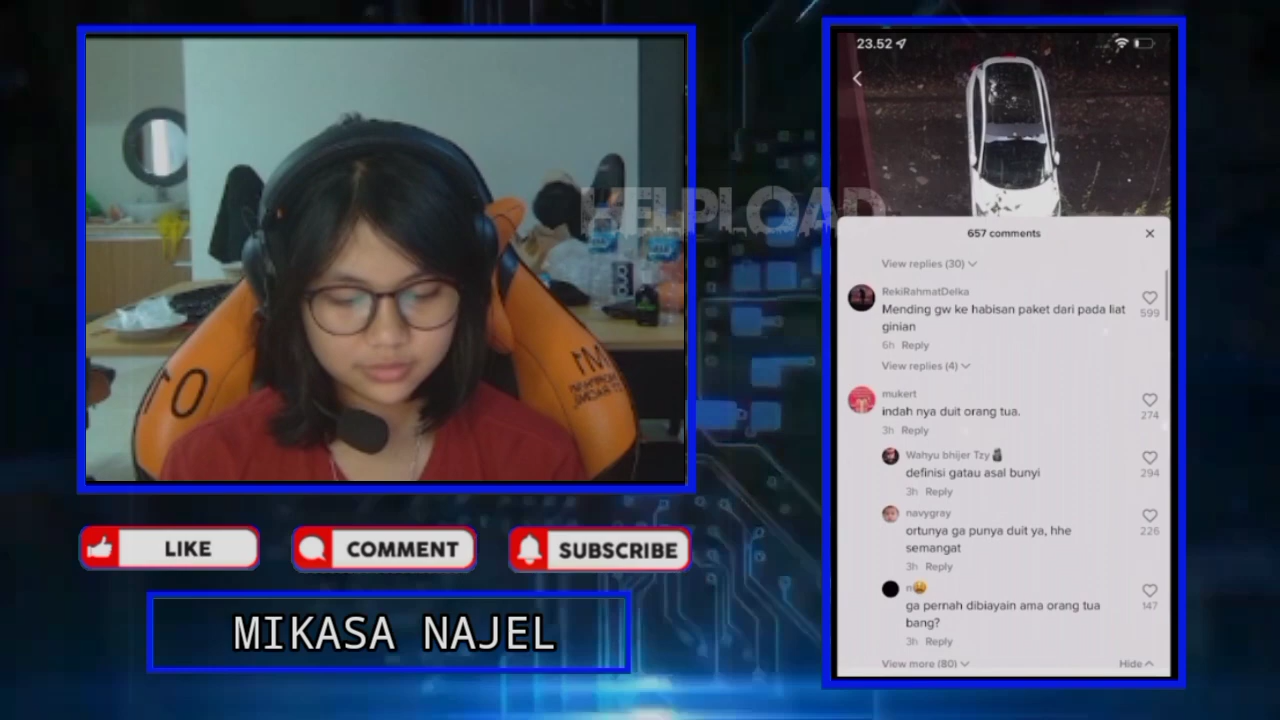 HELPLOAD
10
LIKE
COMMENT
SUBSCRIBE
MIKASA NAJEL
23.52
657 comments
View replies (30)
RekiRahmatDelka
Mending gw ke habisan paket dari pada liat
ginian
599
6h Reply
View replies (4)
mukert
indah nya duit orang tua.
274
3h Reply
Wahyu bhijer Tzy
definisi gatau asal bunyi
294
3h Reply
navygray
ortunya ga punya duit ya, hhe
semangat
226
3h Reply
n😫
ga pernah dibiayain ama orang tua
bang?
147
3h Reply
View more (80)
Hide